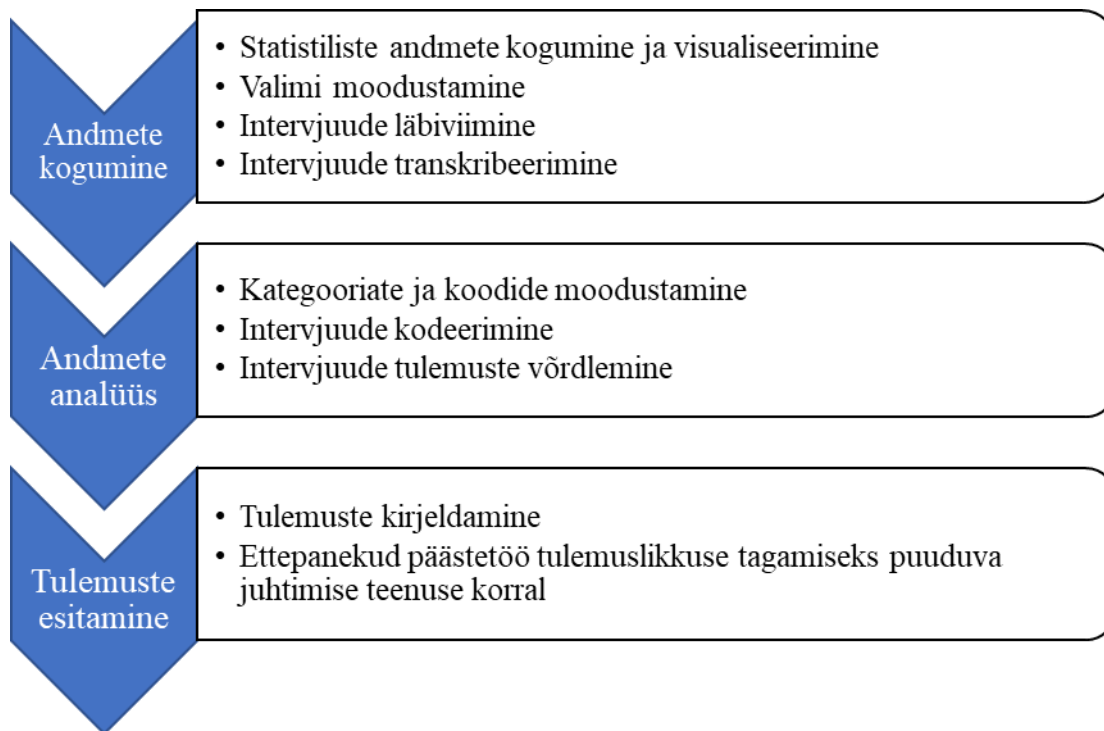 Andmete
kogumine
• Statistiliste andmete kogumine ja visualiseerimine
• Valimi moodustamine
• Intervjuude läbiviimine
• Intervjuude transkribeerimine
Andmete
analüüs
• Kategooriate ja koodide moodustamine
• Intervjuude kodeerimine
• Intervjuude tulemuste võrdlemine
Tulemuste
esitamine
• Tulemuste kirjeldamine
• Ettepanekud päästetöö tulemuslikkuse tagamiseks puuduva
juhtimise teenuse korral